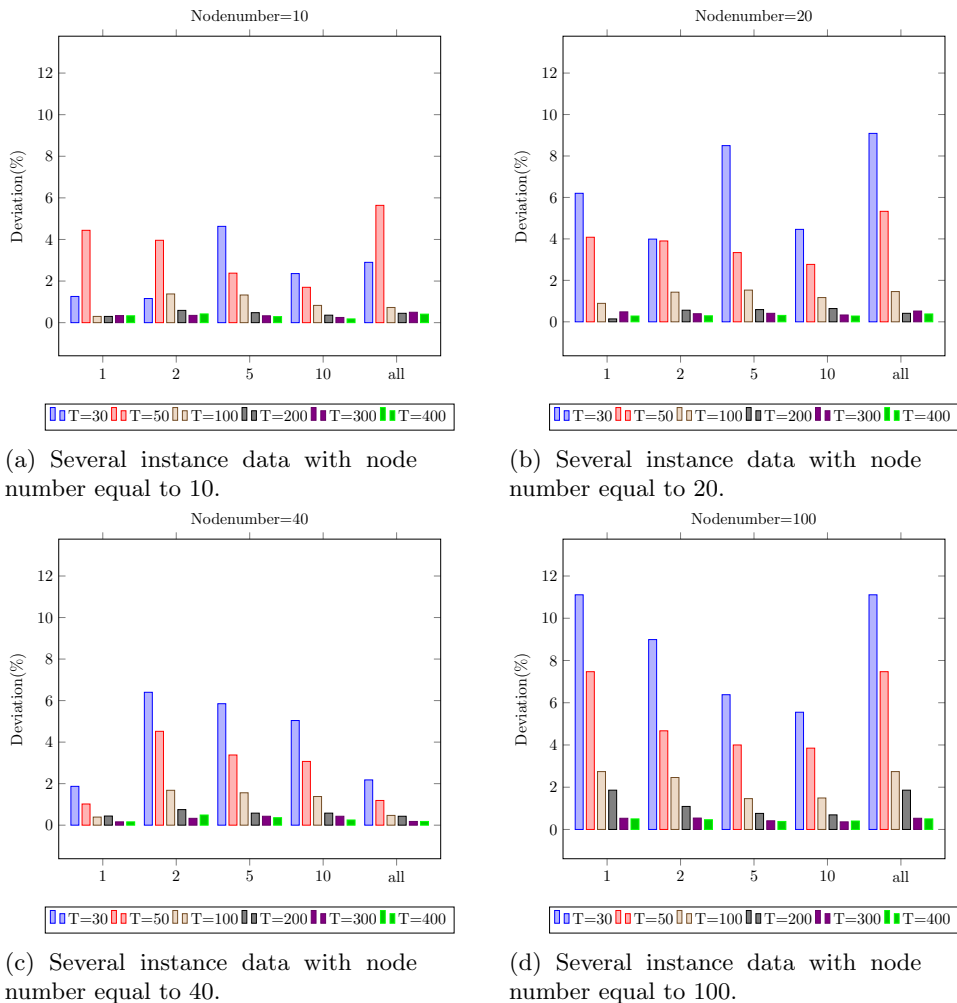 Nodenumber=10
Deviation(%)
12
10
8
6
4
2
0
1 2 5 10 all
T=30 T=50 T=100 T=200 T=300 T=400
(a) Several instance data with node
number equal to 10.
Nodenumber=20
Deviation(%)
12
10
8
6
4
2
0
1 2 5 10 all
T=30 T=50 T=100 T=200 T=300 T=400
(b) Several instance data with node
number equal to 20.
Nodenumber=40
Deviation(%)
12
10
8
6
4
2
0
1 2 5 10 all
T=30 T=50 T=100 T=200 T=300 T=400
(c) Several instance data with node
number equal to 40.
Nodenumber=100
Deviation(%)
12
10
8
6
4
2
0
1 2 5 10 all
T=30 T=50 T=100 T=200 T=300 T=400
(d) Several instance data with node
number equal to 100.